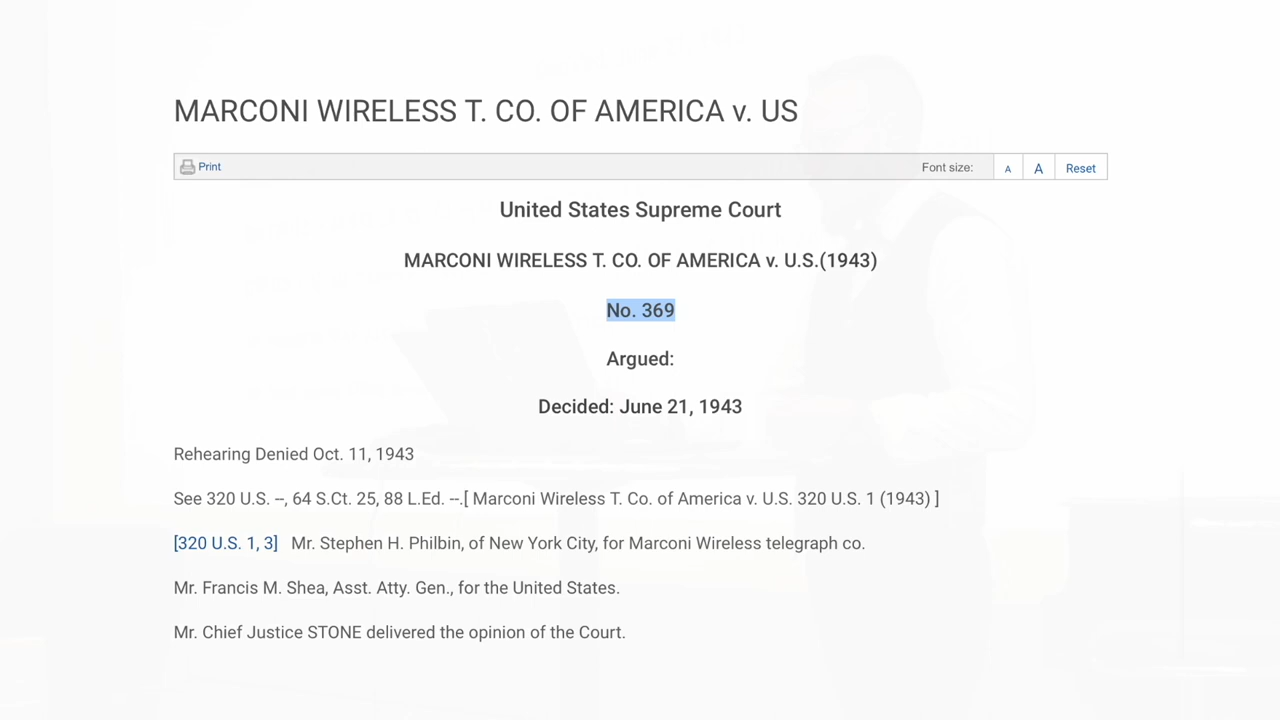 MARCONI WIRELESS T. CO. OF AMERICA v. US
Print Font size: A A Reset
United States Supreme Court
MARCONI WIRELESS T. CO. OF AMERICA v. U.S.(1943)
No. 369
Argued:
Decided: June 21, 1943
Rehearing Denied Oct. 11, 1943
See 320 U.S. --, 64 S.Ct. 25, 88 L.Ed. --.[ Marconi Wireless T. Co. of America v. U.S. 320 U.S. 1 (1943) ]
[320 U.S. 1, 3] Mr. Stephen H. Philbin, of New York City, for Marconi Wireless telegraph co.
Mr. Francis M. Shea, Asst. Atty. Gen., for the United States.
Mr. Chief Justice STONE delivered the opinion of the Court.